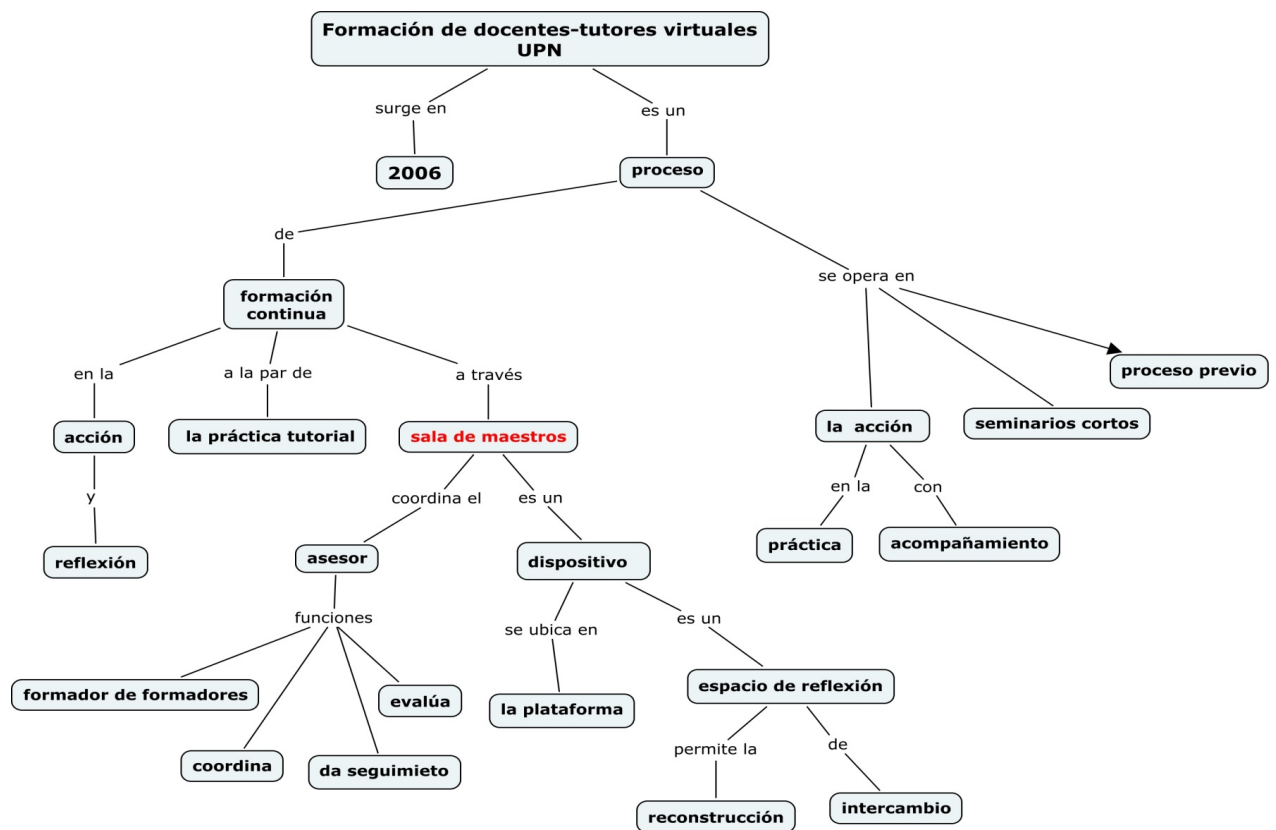 Formación de docentes-tutores virtuales
UPN
surge en
es un
2006
proceso
de
se opera en
formación
continua
proceso previo
en la
a la par de
a través
acción
la práctica tutorial
sala de maestros
la acción
seminarios cortos
y
coordina el
es un
en la
con
reflexión
asesor
dispositivo
práctica
acompañamiento
funciones
se ubica en
es un
formador de formadores
evalúa
la plataforma
espacio de reflexión
coordina
da seguimieto
permite la
de
reconstrucción
intercambio